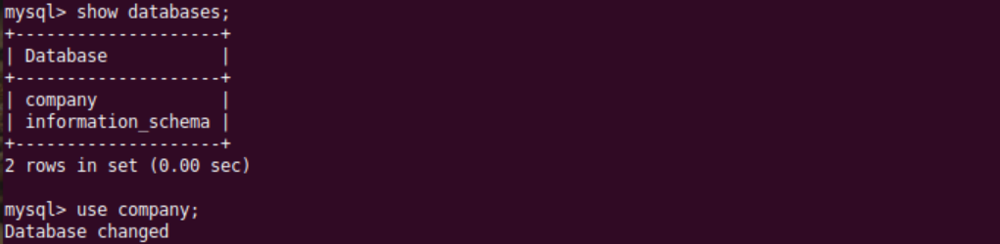 mysql> show databases;
+--------------------+
| Database           |
+--------------------+
| company            |
| information_schema |
+--------------------+
2 rows in set (0.00 sec)

mysql> use company;
Database changed